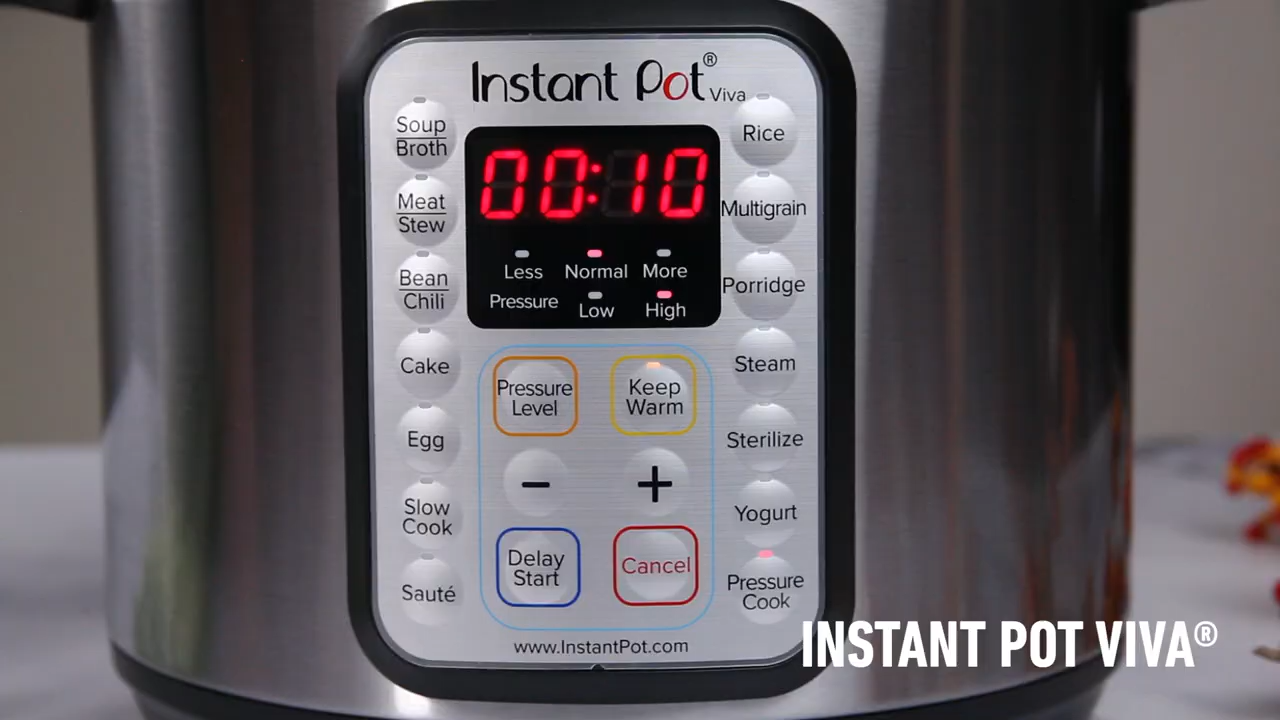 Instant Pot® Viva
Soup
Broth
Meat
Stew
Bean
Chili
Cake
Egg
Slow
Cook
Sauté
00:10
Less Normal More
Pressure Low High
Pressure
Level
Keep
Warm
- +
Delay
Start
Cancel
Rice
Multigrain
Porridge
Steam
Sterilize
Yogurt
Pressure
Cook
www.InstantPot.com
INSTANT POT VIVA®